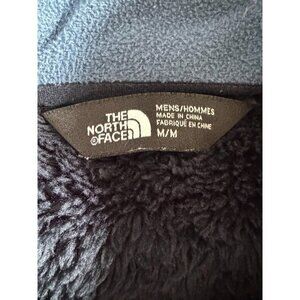 THE
NORTH
®FACE
MENS/HOMMES
MADE IN CHINA
FABRIQUÉ EN CHINE
M/M